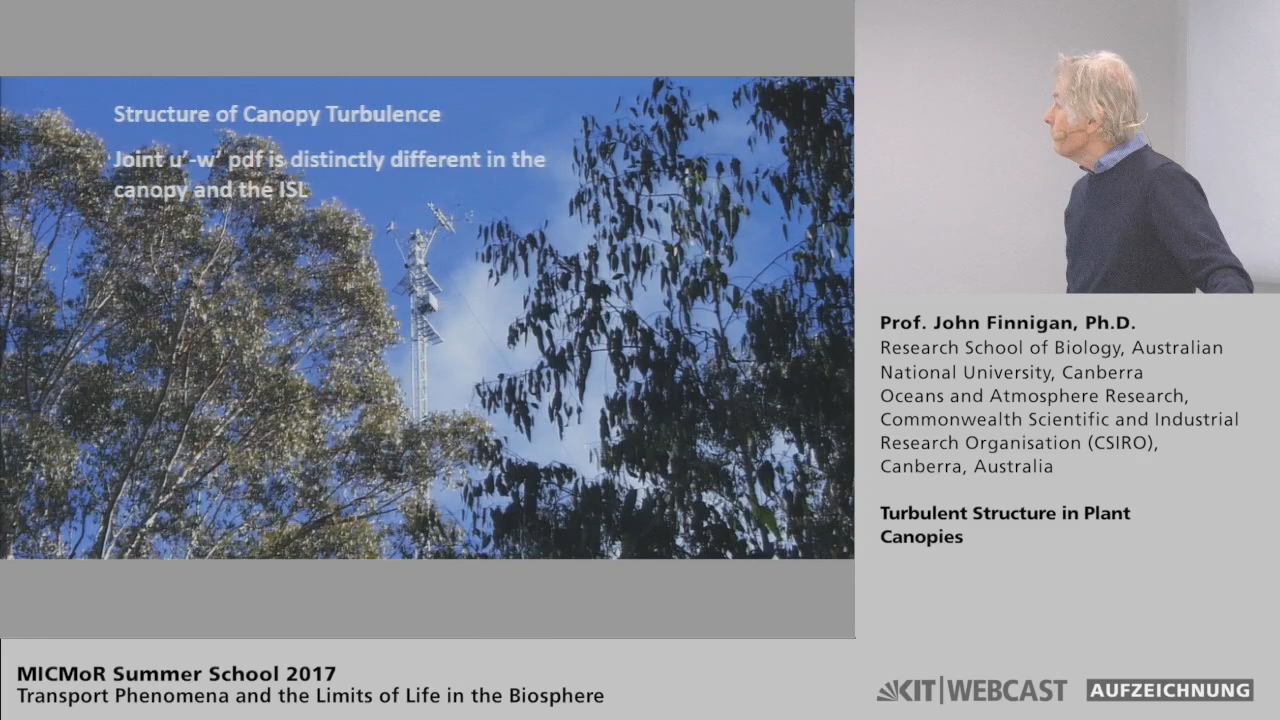 Structure of Canopy Turbulence
Joint u’-w’ pdf is distinctly different in the
canopy and the ISL
Prof. John Finnigan, Ph.D.
Research School of Biology, Australian
National University, Canberra
Oceans and Atmosphere Research,
Commonwealth Scientific and Industrial
Research Organisation (CSIRO),
Canberra, Australia
Turbulent Structure in Plant
Canopies
MICMoR Summer School 2017
Transport Phenomena and the Limits of Life in the Biosphere
KIT|WEBCAST AUFZEICHNUNG